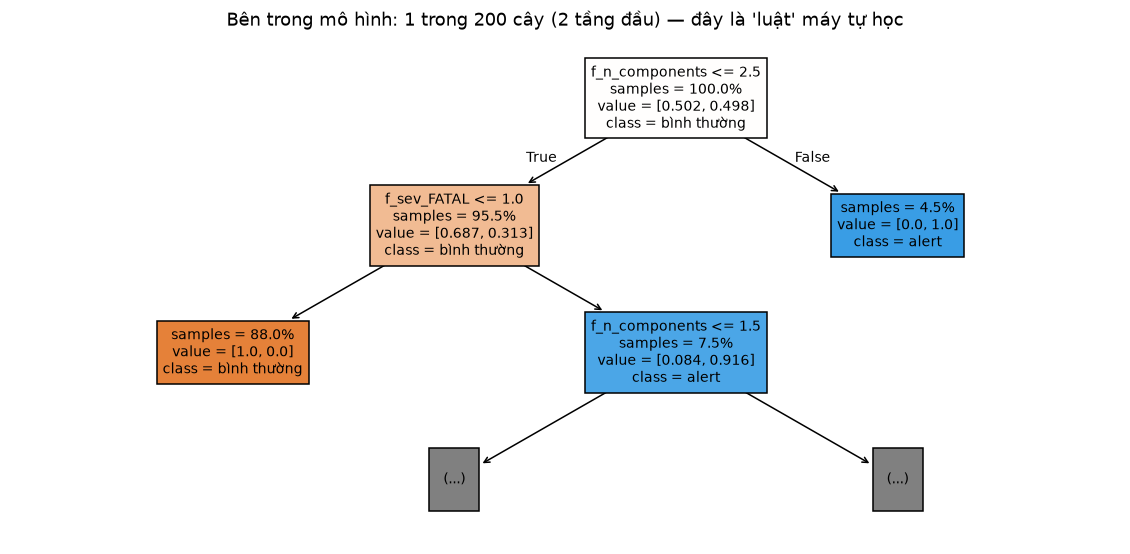 Bên trong mô hình: 1 trong 200 cây (2 tầng đầu) — đây là 'luật' máy tự học
f_n_components <= 2.5
samples = 100.0%
value = [0.502, 0.498]
class = bình thường
True
False
f_sev_FATAL <= 1.0
samples = 95.5%
value = [0.687, 0.313]
class = bình thường
samples = 4.5%
value = [0.0, 1.0]
class = alert
samples = 88.0%
value = [1.0, 0.0]
class = bình thường
f_n_components <= 1.5
samples = 7.5%
value = [0.084, 0.916]
class = alert
(...)
(...)